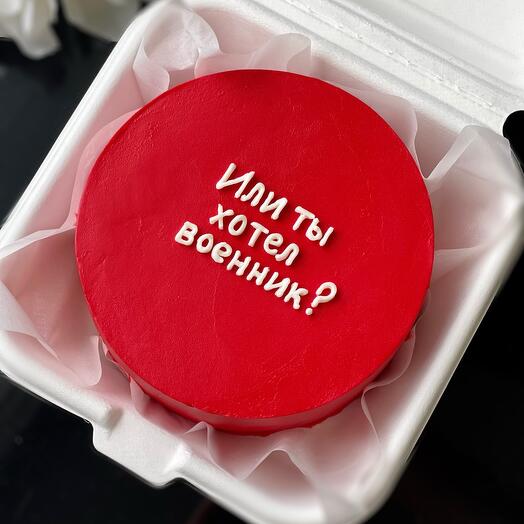 Или ты
хотел
военник?